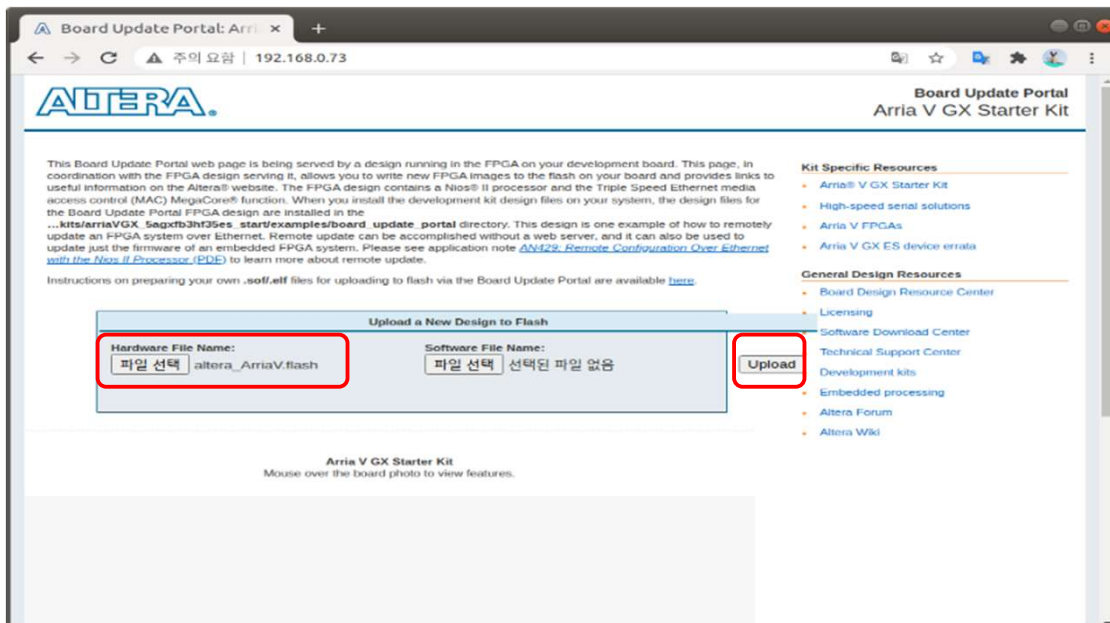 Board Update Portal: Arri
주의 요함 | 192.168.0.73
ALTERA®
Board Update Portal
Arria V GX Starter Kit
This Board Update Portal web page is being served by a design running in the FPGA on your development board. This page, in
coordination with the FPGA design serving it, allows you to write new FPGA images to the flash on your board and provides links to
useful information on the Altera® website. The FPGA design contains a Nios® II processor and the Triple Speed Ethernet media
access control (MAC) MegaCore® function. When you install the development kit design files on your system, the design files for
the Board Update Portal FPGA design are installed in the
...kits/arriaVGX_5agxfb3hf35es_start/examples/board_update_portal directory. This design is one example of how to remotely
update an FPGA system over Ethernet. Remote update can be accomplished without a web server, and it can also be used to
update just the firmware of an embedded FPGA system. Please see application note AN429: Remote Configuration Over Ethernet
with the Nios II Processor (PDF) to learn more about remote update.
Instructions on preparing your own .sof/.elf files for uploading to flash via the Board Update Portal are available here.
Upload a New Design to Flash
Hardware File Name:
파일 선택 altera_ArriaV.flash
Software File Name:
파일 선택 선택된 파일 없음
Upload
Arria V GX Starter Kit
Mouse over the board photo to view features.
Kit Specific Resources
Arria® V GX Starter Kit
High-speed serial solutions
Arria V FPGAs
Arria V GX ES device errata
General Design Resources
Board Design Resource Center
Licensing
Software Download Center
Technical Support Center
Development kits
Embedded processing
Altera Forum
Altera Wiki